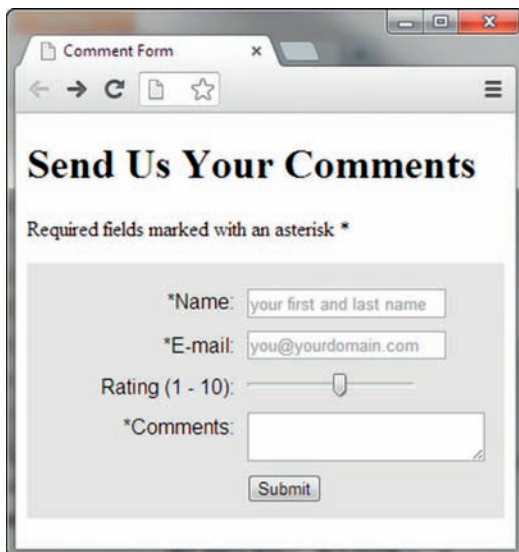 Comment Form
Send Us Your Comments
Required fields marked with an asterisk *
*Name: your first and last name
*E-mail: you@yourdomain.com
Rating (1 - 10):
*Comments:
Submit